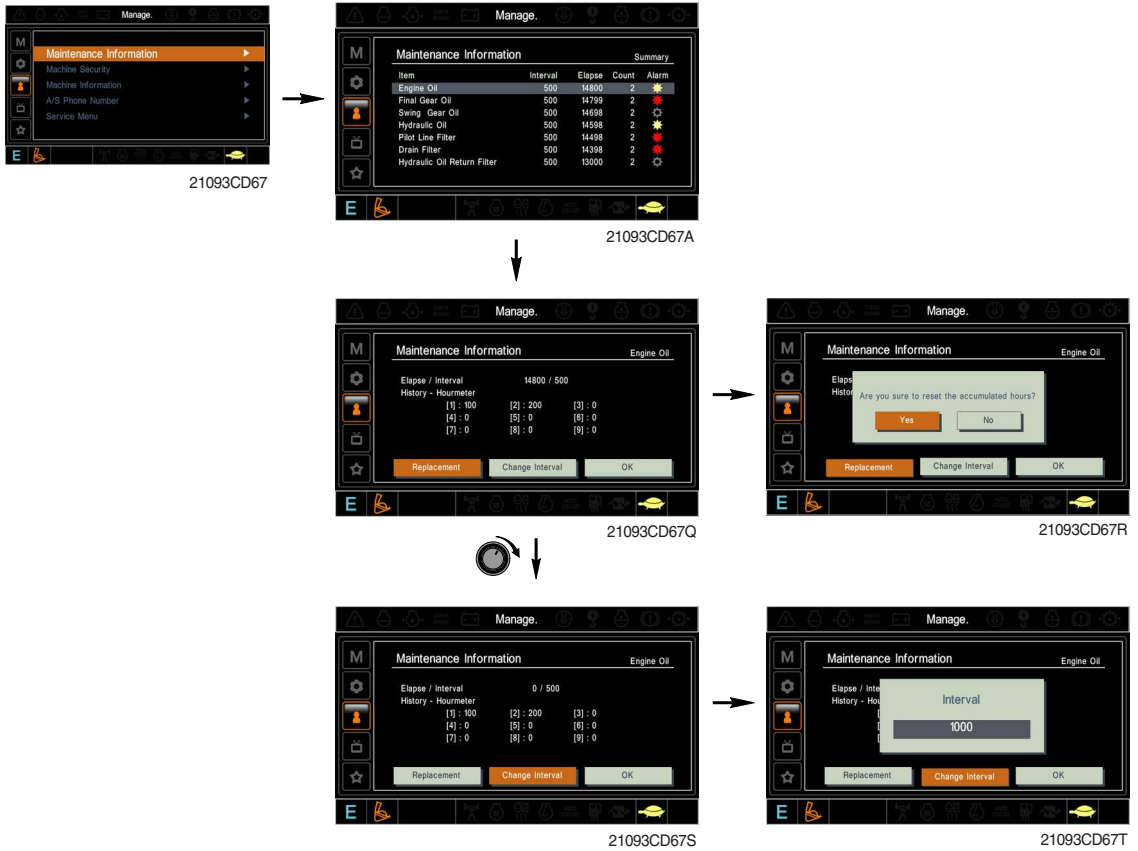 Manage.
M
Maintenance Information
Machine Security
Machine Information
A/S Phone Number
Service Menu
E
21093CD67
Manage.
M
Maintenance Information Summary
Item Interval Elapse Count Alarm
Engine Oil 500 14800 2
Final Gear Oil 500 14799 2
Swing Gear Oil 500 14698 2
Hydraulic Oil 500 14598 2
Pilot Line Filter 500 14498 2
Drain Filter 500 14398 2
Hydraulic Oil Return Filter 500 13000 2
E
21093CD67A
Manage.
M
Maintenance Information Engine Oil
Elapse / Interval 14800 / 500
History - Hourmeter
[1] : 100 [2] : 200 [3] : 0
[4] : 0 [5] : 0 [6] : 0
[7] : 0 [8] : 0 [9] : 0
Replacement Change Interval OK
E
21093CD67Q
Manage.
M
Maintenance Information Engine Oil
Elaps
Histor
Are you sure to reset the accumulated hours?
Yes No
Replacement Change Interval OK
E
21093CD67R
Manage.
M
Maintenance Information Engine Oil
Elapse / Interval 0 / 500
History - Hourmeter
[1] : 100 [2] : 200 [3] : 0
[4] : 0 [5] : 0 [6] : 0
[7] : 0 [8] : 0 [9] : 0
Replacement Change Interval OK
E
21093CD67S
Manage.
M
Maintenance Information Engine Oil
Elapse / Inte
History - Hou
Interval
1000
Replacement Change Interval OK
E
21093CD67T